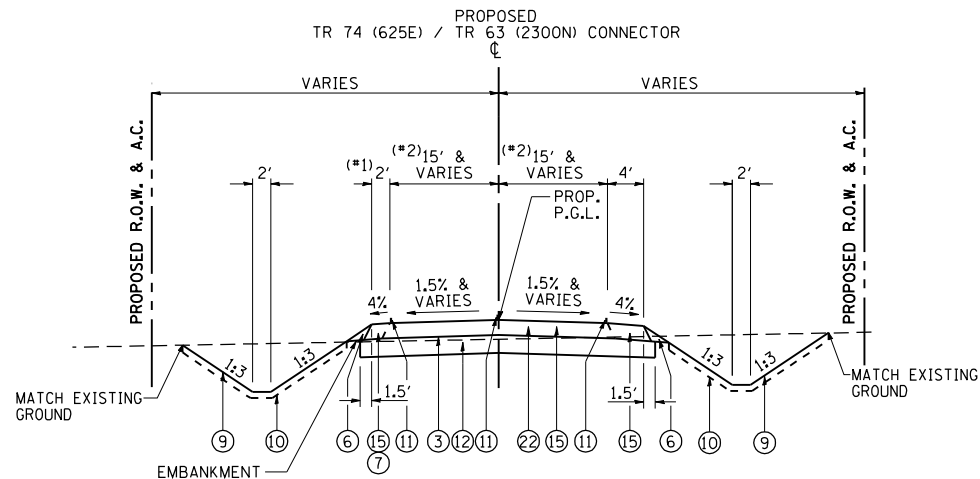 PROPOSED
TR 74 (625E) / TR 63 (2300N) CONNECTOR
℄
VARIES VARIES
PROPOSED R.O.W. & A.C.
PROPOSED R.O.W. & A.C.
(#1) (#2) (#2)
2' 2' 15' & 15' & 4' 2'
VARIES VARIES
PROP.
P.G.L.
1.5% & 1.5% &
4% VARIES VARIES 4%
1:3 1:3 1:3 1:3
MATCH EXISTING
GROUND
MATCH EXISTING
GROUND
1.5' 1.5'
9 10 6 15 11 3 12 11 22 15 11 15 6 10 9
7
EMBANKMENT